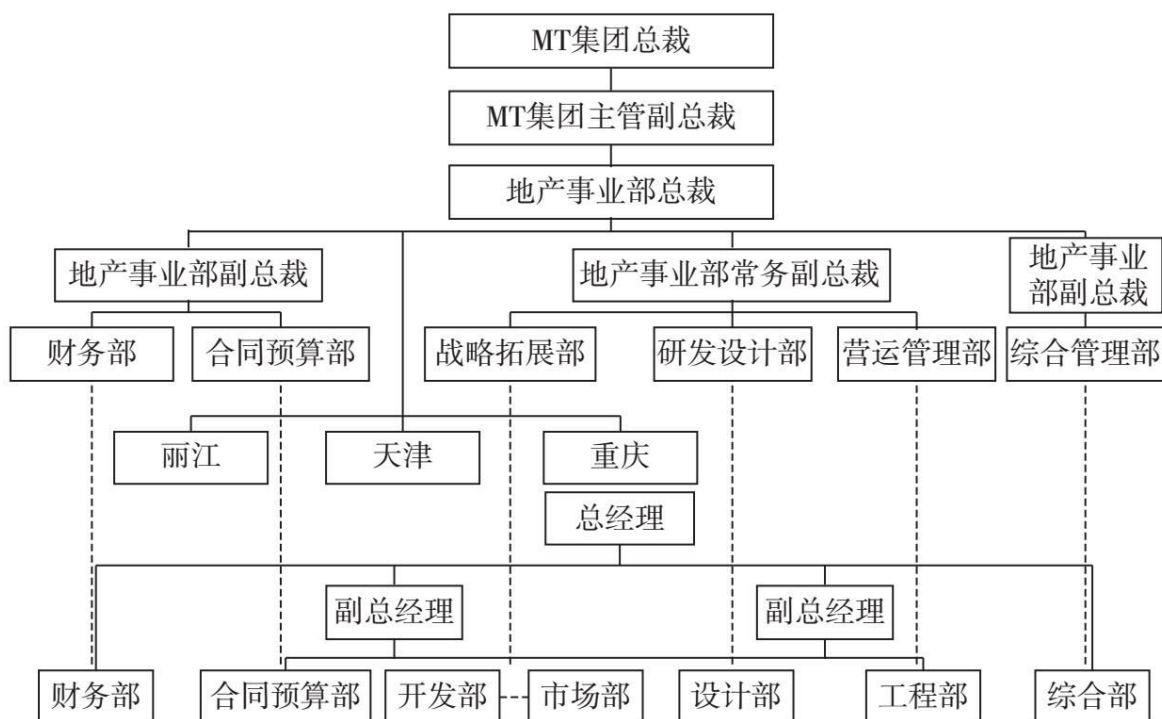 MT集团总裁
MT集团主管副总裁
地产事业部总裁
地产事业部副总裁
地产事业部常务副总裁
地产事业
部副总裁
财务部
合同预算部
战略拓展部
研发设计部
营运管理部
综合管理部
丽江
天津
重庆
总经理
副总经理
副总经理
财务部
合同预算部
开发部
市场部
设计部
工程部
综合部